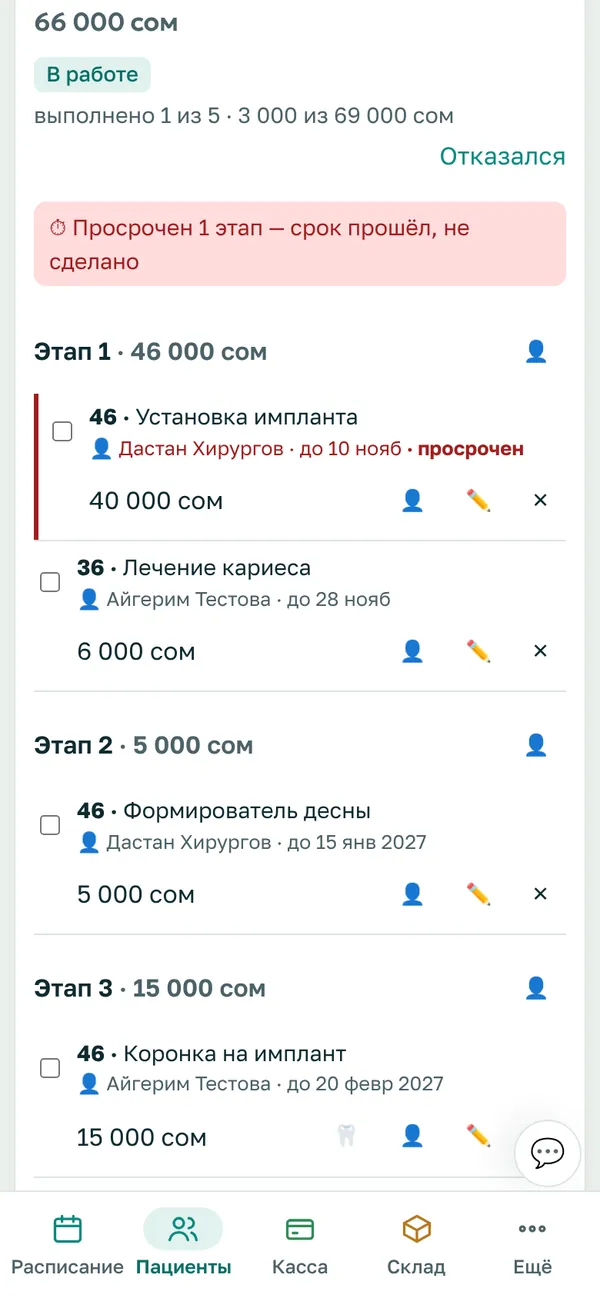 66 000 сом
В работе
выполнено 1 из 5 · 3 000 из 69 000 сом
Отказался
⏱ Просрочен 1 этап — срок прошёл, не
сделано
Этап 1 · 46 000 сом
46 · Установка импланта
Дастан Хирургов · до 10 нояб · просрочен
40 000 сом
36 · Лечение кариеса
Айгерим Тестова · до 28 нояб
6 000 сом
Этап 2 · 5 000 сом
46 · Формирователь десны
Дастан Хирургов · до 15 янв 2027
5 000 сом
Этап 3 · 15 000 сом
46 · Коронка на имплант
Айгерим Тестова · до 20 февр 2027
15 000 сом
Расписание Пациенты Касса Склад Ещё